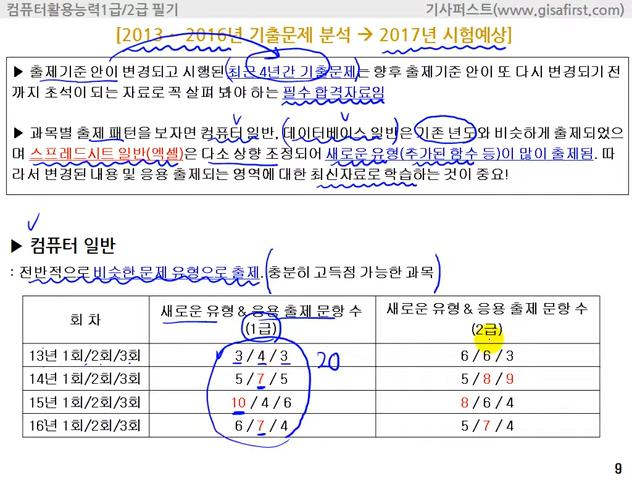 컴퓨터활용능력1급/2급 필기
기사퍼스트(www.gisafirst.com)
[2013 - 2016년 기출문제 분석 → 2017년 시험예상]
▶ 출제기준 안이 변경되고 시행된(최근 4년간 기출문제)는 향후 출제기준 안이 또 다시 변경되기 전
까지 초석이 되는 자료로 꼭 살펴 봐야 하는 필수 합격자료임
▶ 과목별 출제 패턴을 보자면 컴퓨터 일반, 데이터베이스 일반은 기존 년도와 비슷하게 출제되었으
며 스프레드시트 일반(엑셀)은 다소 상향 조정되어 새로운 유형(추가된 함수 등)이 많이 출제됨. 따
라서 변경된 내용 및 응용 출제되는 영역에 대한 최신자료로 학습하는 것이 중요!
▶ 컴퓨터 일반
: 전반적으로 비슷한 문제 유형으로 출제. (충분히 고득점 가능한 과목)
회 차
새로운 유형 & 응용 출제 문항 수
(1급)
새로운 유형 & 응용 출제 문항 수
(2급)
13년 1회/2회/3회 3 / 4 / 3 20 6 / 6 / 3
14년 1회/2회/3회 5 / 7 / 5 5 / 8 / 9
15년 1회/2회/3회 10 / 4 / 6 8 / 6 / 4
16년 1회/2회/3회 6 / 7 / 4 5 / 7 / 4
9